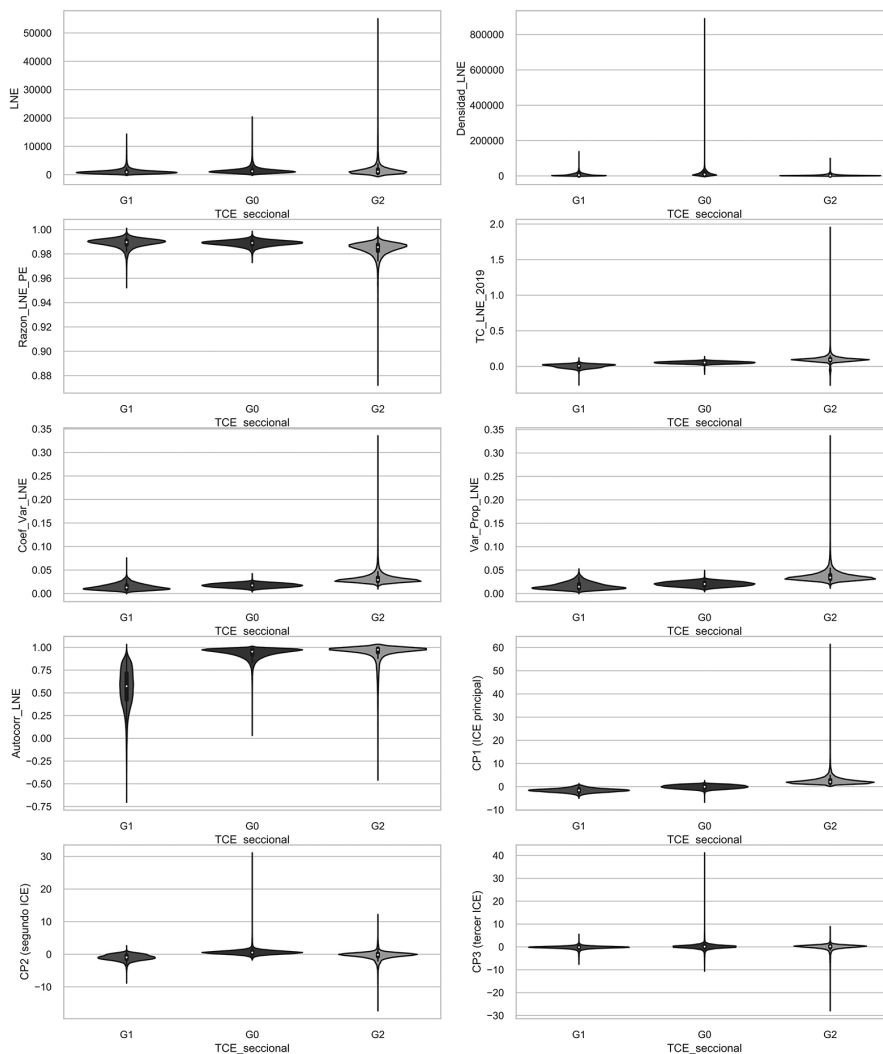 LNE
50000
40000
30000
20000
10000
0
G1 G0 G2
TCE_seccional
Densidad_LNE
800000
600000
400000
200000
0
G1 G0 G2
TCE_seccional
Razon_LNE_PE
1.00
0.98
0.96
0.94
0.92
0.90
0.88
G1 G0 G2
TCE_seccional
TC_LNE_2019
2.0
1.5
1.0
0.5
0.0
G1 G0 G2
TCE_seccional
Coef_Var_LNE
0.35
0.30
0.25
0.20
0.15
0.10
0.05
0.00
G1 G0 G2
TCE_seccional
Var_Prop_LNE
0.35
0.30
0.25
0.20
0.15
0.10
0.05
0.00
G1 G0 G2
TCE_seccional
Autocorr_LNE
1.00
0.75
0.50
0.25
0.00
−0.25
−0.50
−0.75
G1 G0 G2
TCE_seccional
CP1 (ICE principal)
60
50
40
30
20
10
0
−10
G1 G0 G2
TCE_seccional
CP2 (segundo ICE)
30
20
10
0
−10
G1 G0 G2
TCE_seccional
CP3 (tercer ICE)
40
30
20
10
0
−10
−20
−30
G1 G0 G2
TCE_seccional